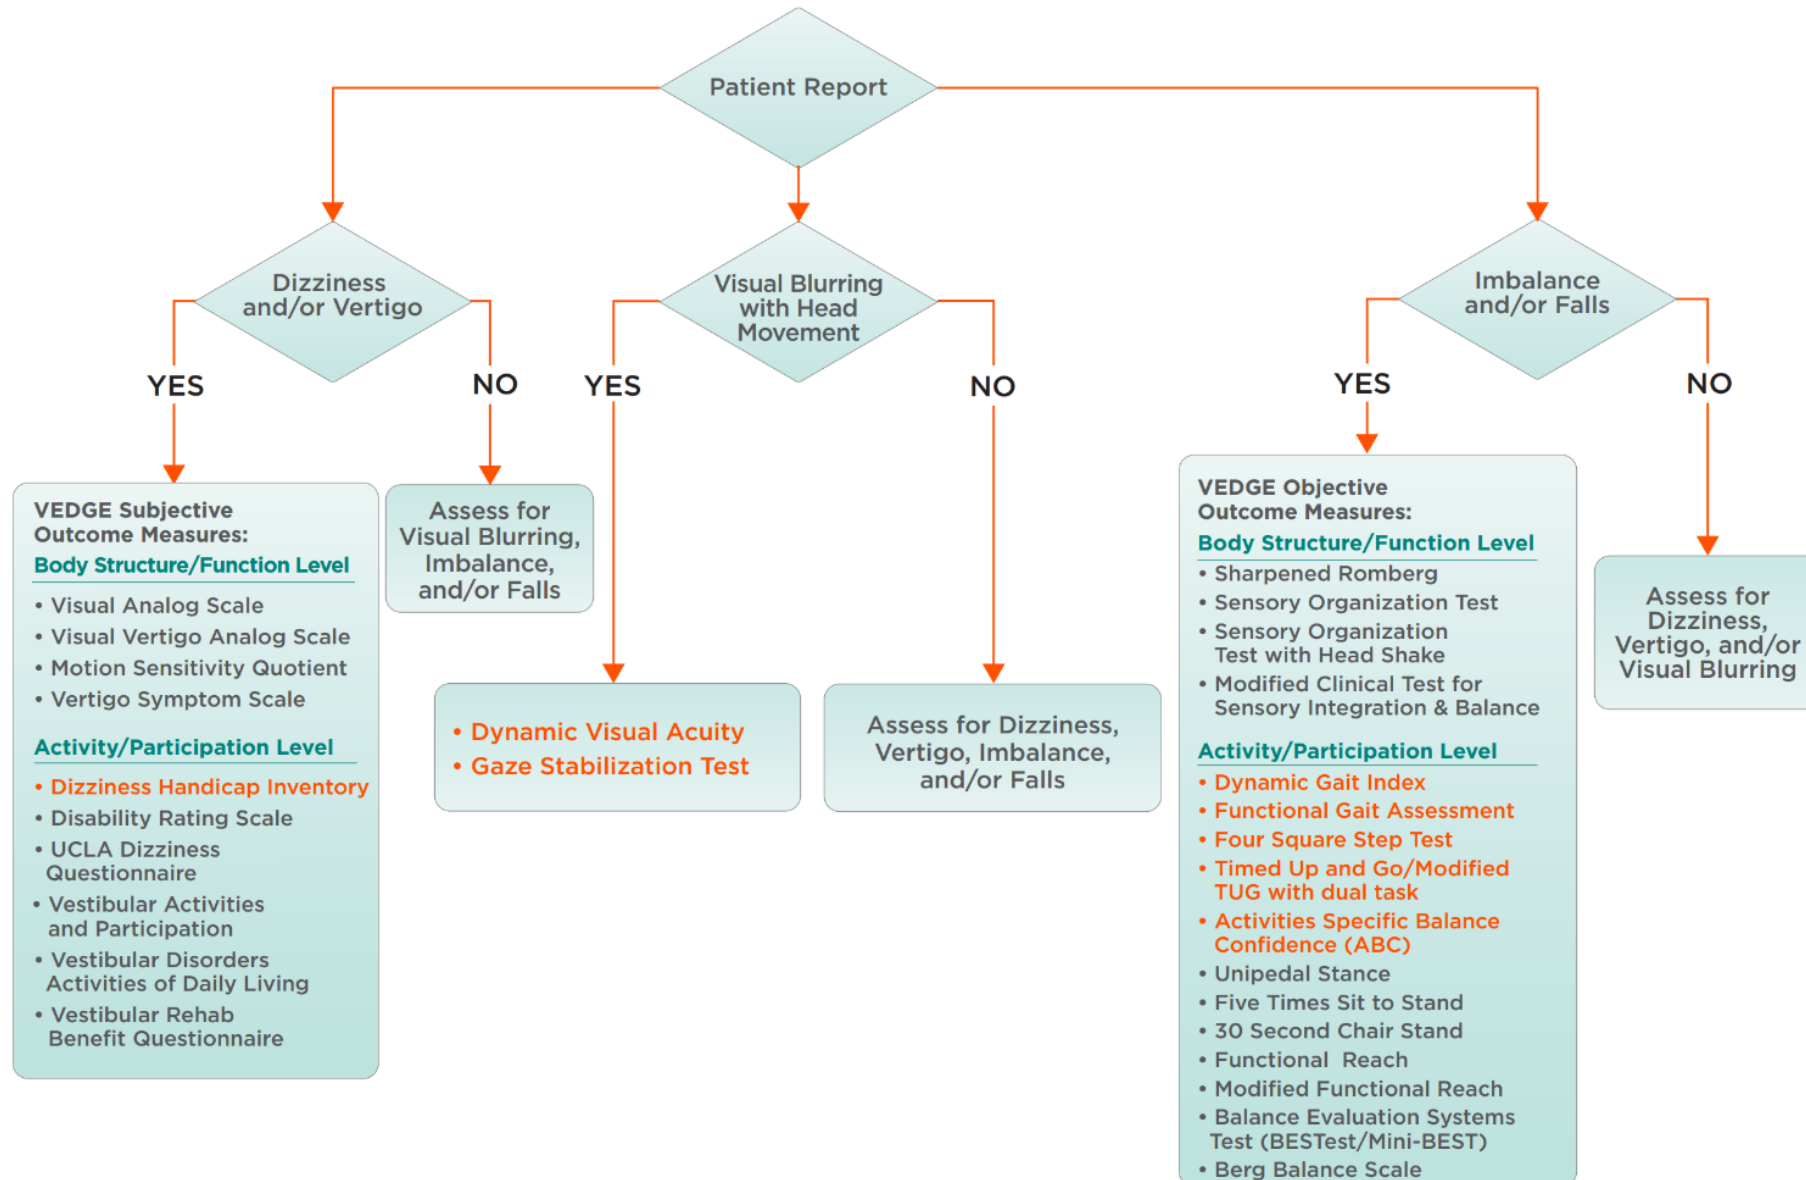 Patient Report
Dizziness
and/or Vertigo
Visual Blurring
with Head
Movement
Imbalance
and/or Falls
YES
NO
YES
NO
YES
NO
VEDGE Subjective
Outcome Measures:
Body Structure/Function Level
• Visual Analog Scale
• Visual Vertigo Analog Scale
• Motion Sensitivity Quotient
• Vertigo Symptom Scale
Activity/Participation Level
• Dizziness Handicap Inventory
• Disability Rating Scale
• UCLA Dizziness
Questionnaire
• Vestibular Activities
and Participation
• Vestibular Disorders
Activities of Daily Living
• Vestibular Rehab
Benefit Questionnaire
Assess for
Visual Blurring,
Imbalance,
and/or Falls
• Dynamic Visual Acuity
• Gaze Stabilization Test
Assess for Dizziness,
Vertigo, Imbalance,
and/or Falls
VEDGE Objective
Outcome Measures:
Body Structure/Function Level
• Sharpened Romberg
• Sensory Organization Test
• Sensory Organization
Test with Head Shake
• Modified Clinical Test for
Sensory Integration & Balance
Activity/Participation Level
• Dynamic Gait Index
• Functional Gait Assessment
• Four Square Step Test
• Timed Up and Go/Modified
TUG with dual task
• Activities Specific Balance
Confidence (ABC)
• Unipedal Stance
• Five Times Sit to Stand
• 30 Second Chair Stand
• Functional Reach
• Modified Functional Reach
• Balance Evaluation Systems
Test (BESTest/Mini-BEST)
• Berg Balance Scale
Assess for
Dizziness,
Vertigo, and/or
Visual Blurring